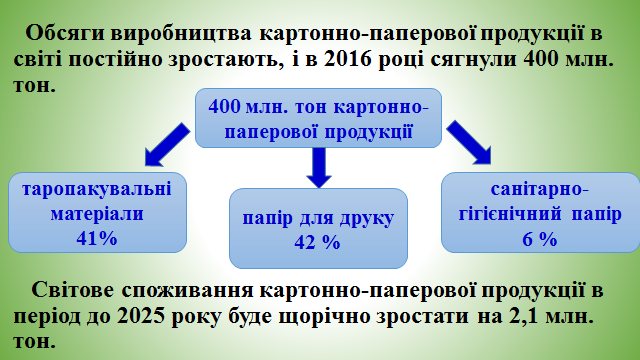 Обсяги виробництва картонно-паперової продукції в
світі постійно зростають, і в 2016 році сягнули 400 млн.
тон.
400 млн. тон картонно-
паперової продукції
таропакувальні
матеріали
41%
папір для друку
42 %
санітарно-
гігієнічний папір
6 %
Світове споживання картонно-паперової продукції в
період до 2025 року буде щорічно зростати на 2,1 млн.
тон.